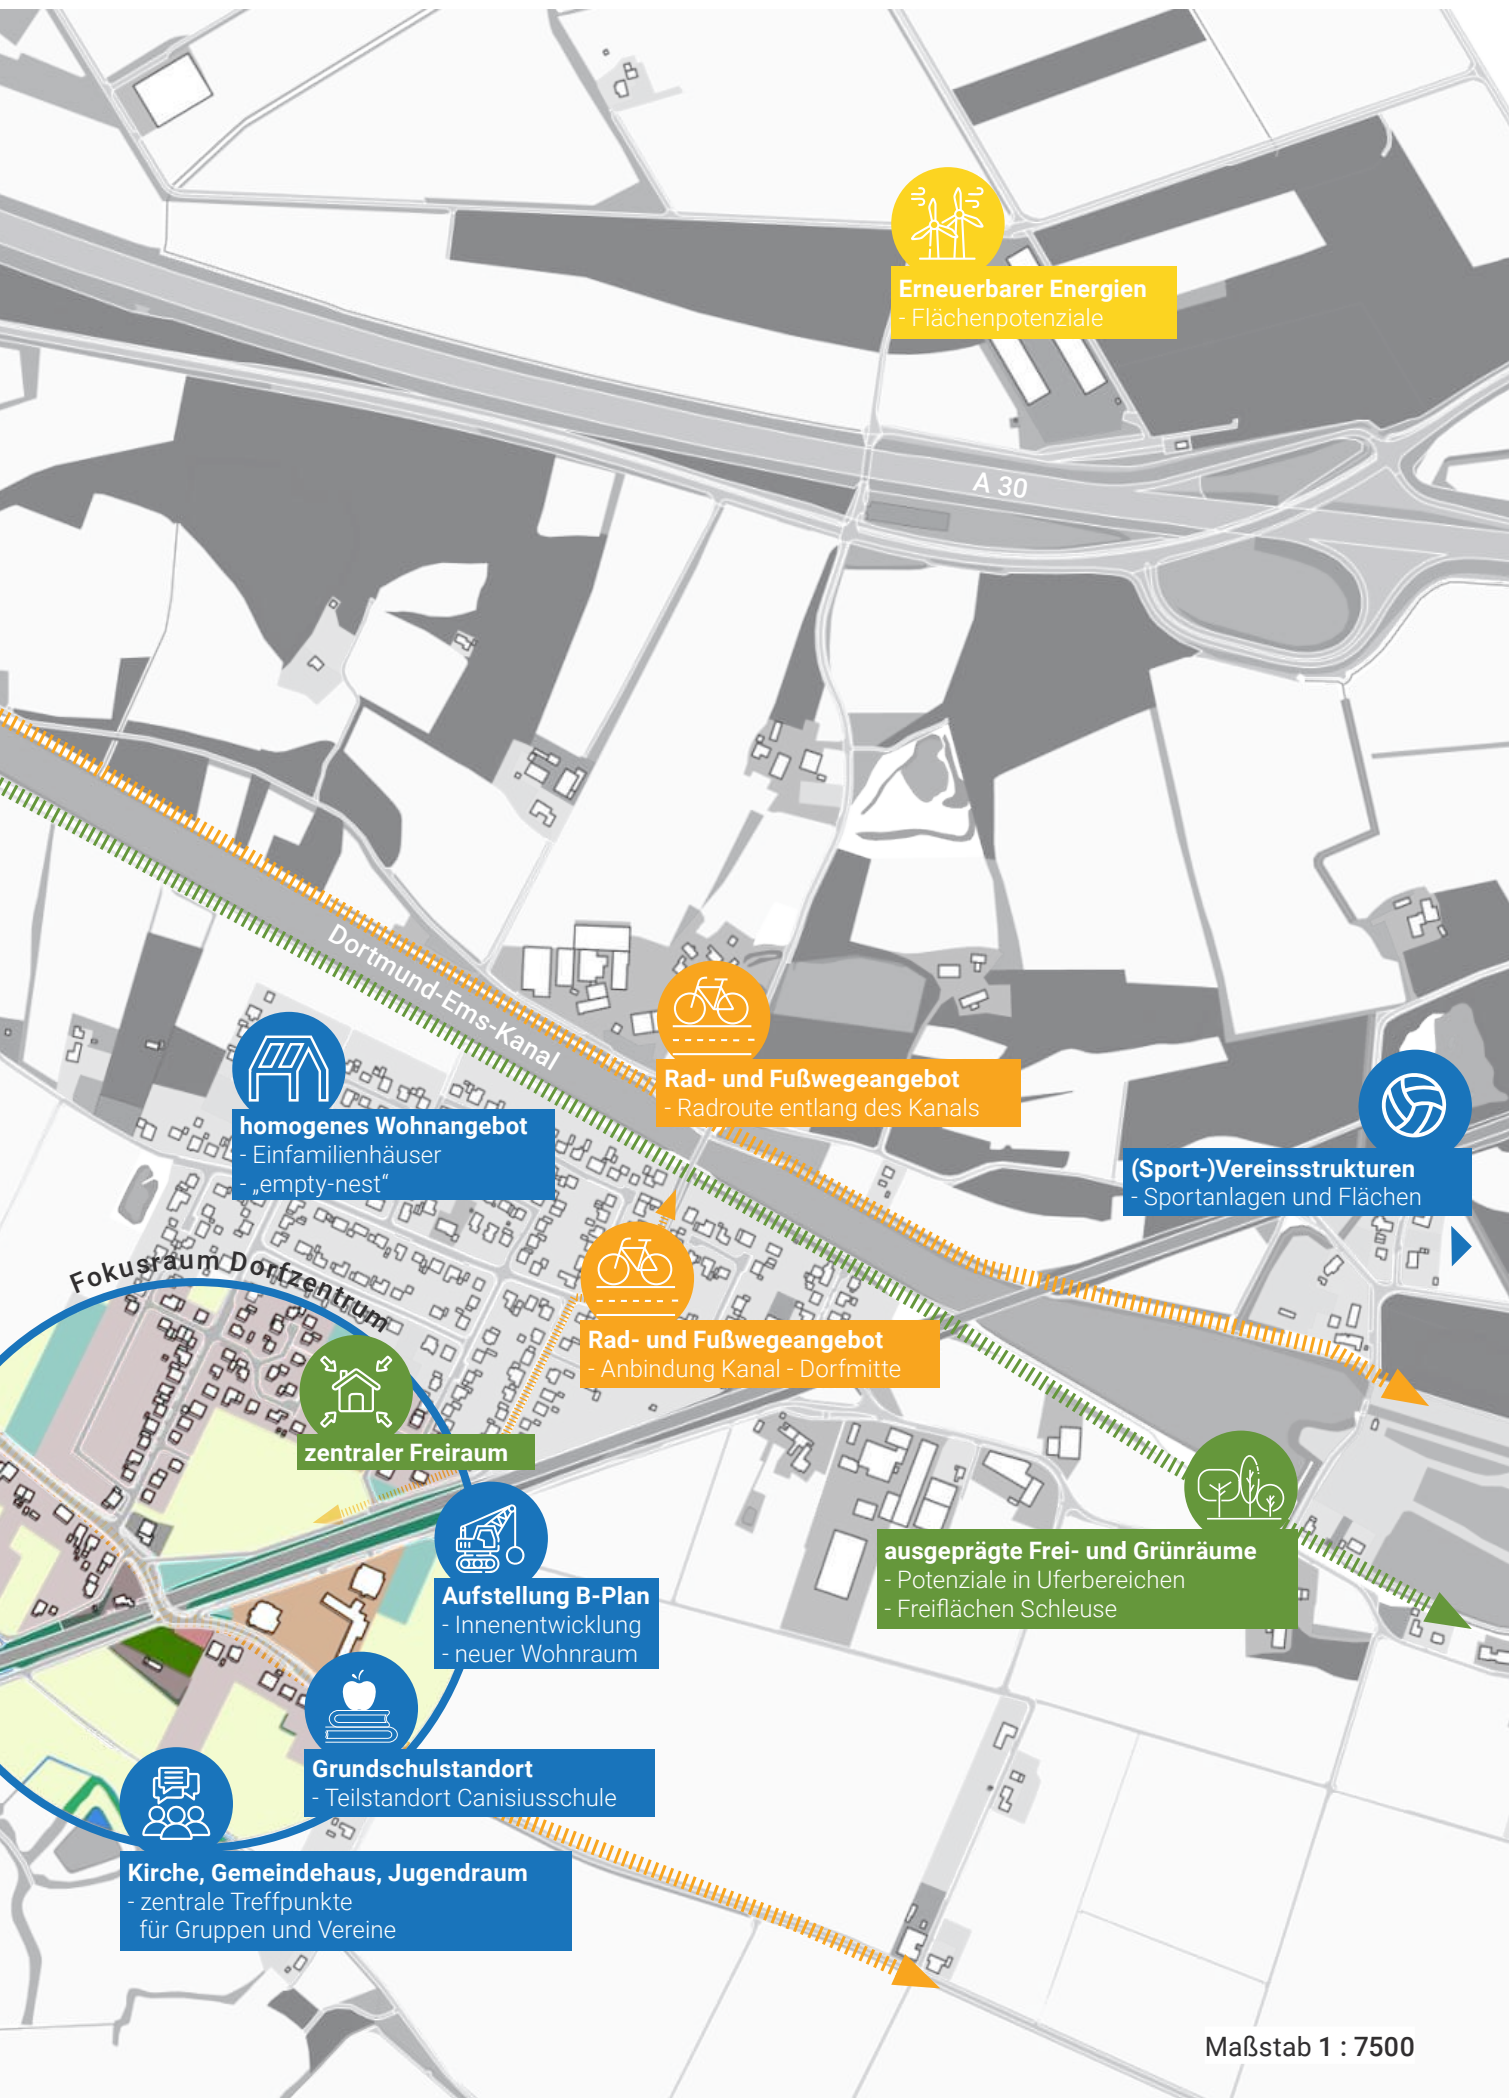 Erneuerbarer Energien
- Flächenpotenziale
A 30
Dortmund-Ems-Kanal
Rad- und Fußwegeangebot
- Radroute entlang des Kanals
homogenes Wohnangebot
- Einfamilienhäuser
- „empty-nest“
(Sport-)Vereinsstrukturen
- Sportanlagen und Flächen
Fokusraum Dorfzentrum
Rad- und Fußwegeangebot
- Anbindung Kanal - Dorfmitte
zentraler Freiraum
ausgeprägte Frei- und Grünräume
- Potenziale in Uferbereichen
- Freiflächen Schleuse
Aufstellung B-Plan
- Innenentwicklung
- neuer Wohnraum
Grundschulstandort
- Teilstandort Canisiusschule
Kirche, Gemeindehaus, Jugendraum
- zentrale Treffpunkte
für Gruppen und Vereine
Maßstab 1 : 7500